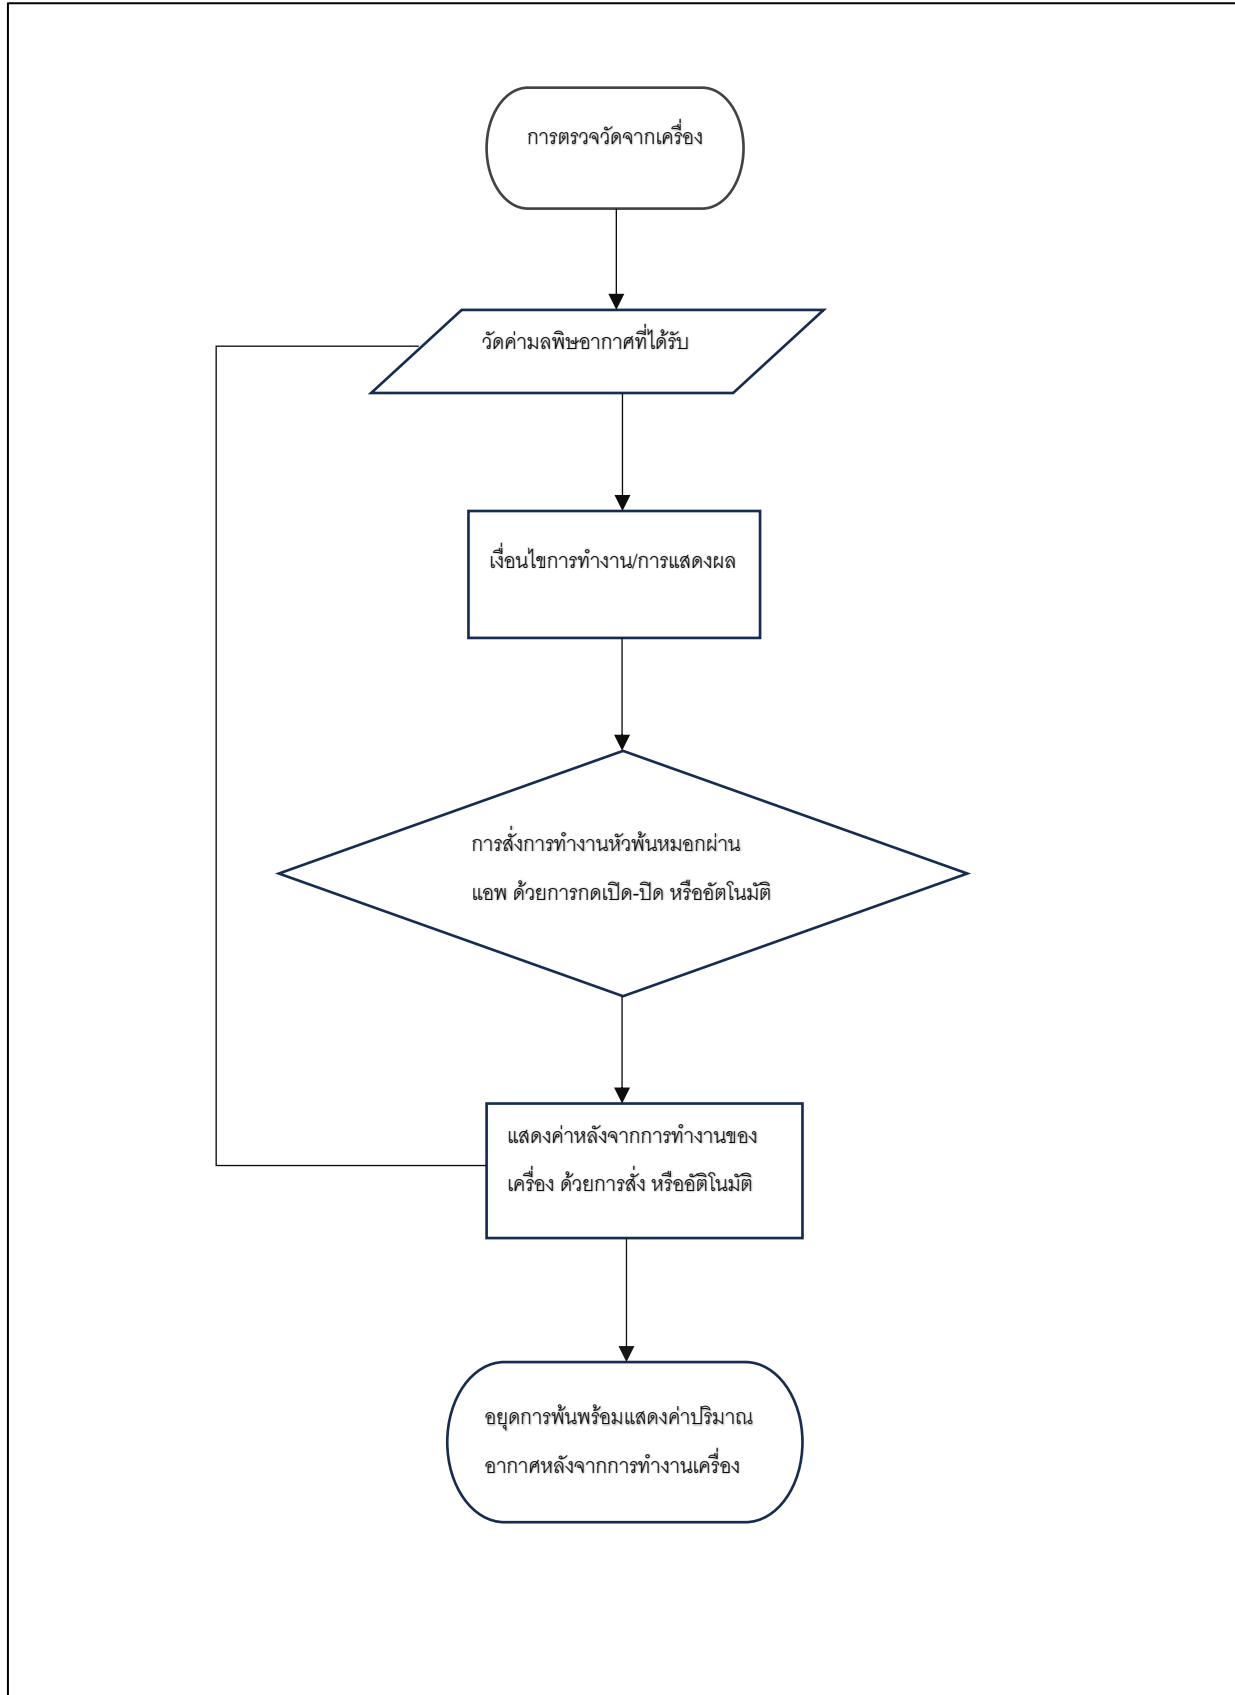 การตรวจวัดจากเครื่อง
วัดค่ามลพิษอากาศที่ได้รับ
เงื่อนไขการทำงาน/การแสดงผล
การสั่งการทำงานหัวพ้นหมอกผ่าน
แอพ ด้วยการกดเปิด-ปิด หรืออัตโนมัติ
แสดงค่าหลังจากการทำงานของ
เครื่อง ด้วยการสั่ง หรืออัติโนมัติ
อยุดการพ้นพร้อมแสดงค่าปริมาณ
อากาศหลังจากการทำงานเครื่อง